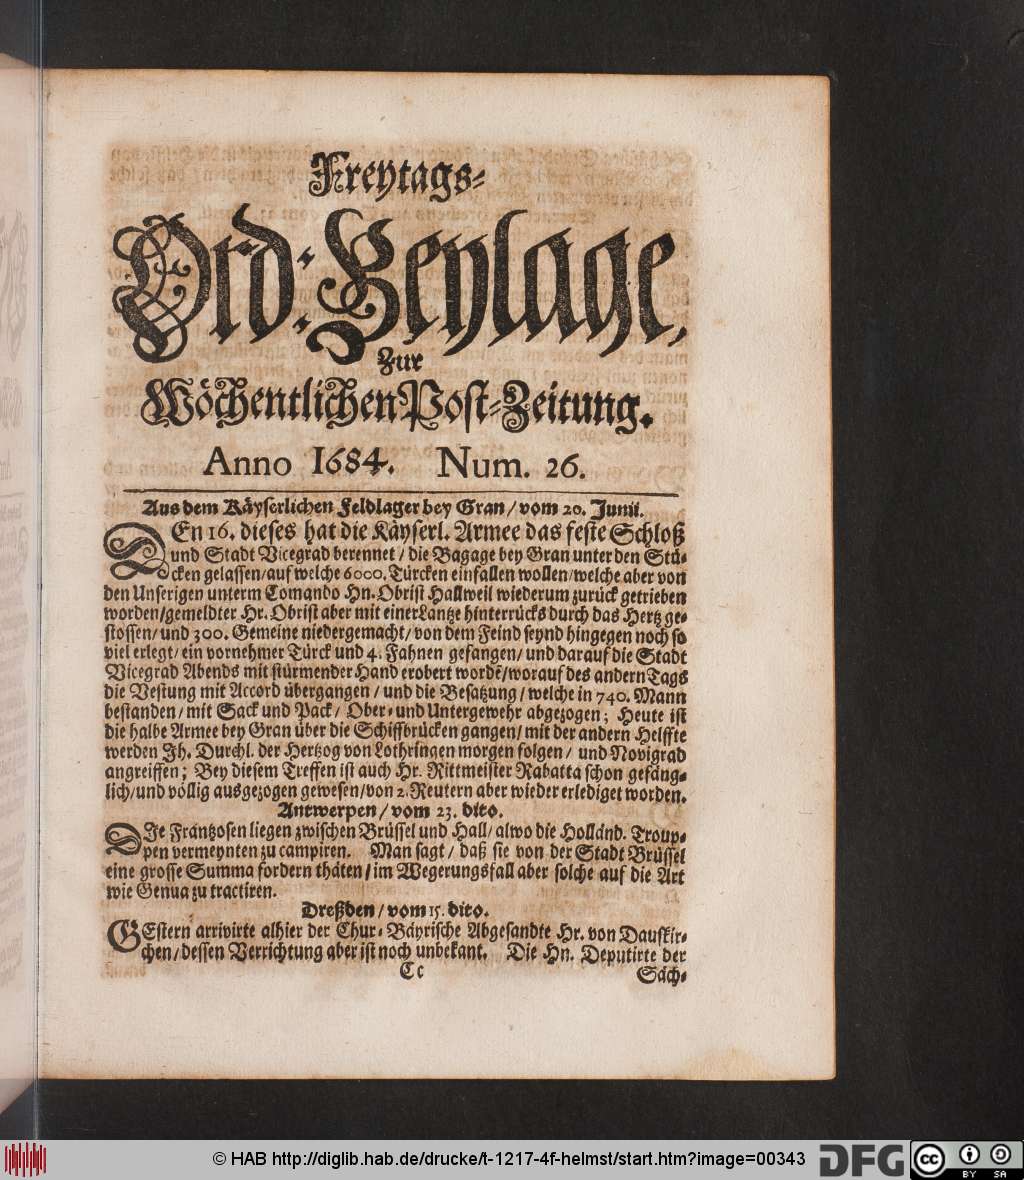 Freytags-
Ord: Beylage,
Zur
Wöchentlichen Post-Zeitung.
Anno 1684. Num. 26.
Aus dem Käyserlichen Feldlager bey Gran / vom 20. Junii.
DEn 16. dieses hat die Käyserl. Armee das feste Schloß
und Stadt Vicegrad berennet / die Bagage bey Gran unter den Stü-
cken gelassen / auf welche 6000. Türcken einfallen wollen / welche aber von
den Unserigen unterm Comando Hn. Obrist Hallweil wiederum zurück getrieben
worden / gemeldter Hr. Obrist aber mit einer Lantze hinterrücks durch das Hertz ge-
stossen / und 300. Gemeine niedergemacht / von dem Feind seynd hingegen noch so
viel erlegt / ein vornehmer Türck und 4. Fahnen gefangen / und darauf die Stadt
Vicegrad Abends mit stürmender Hand erobert wordē / worauf des andern Tags
die Vestung mit Accord übergangen / und die Besatzung / welche in 740. Mann
bestanden / mit Sack und Pack / Ober- und Untergewehr abgezogen; Heute ist
die halbe Armee bey Gran über die Schiffbrücken gangen / mit der andern Helffte
werden Ih. Durchl. der Hertzog von Lothringen morgen folgen / und Novigrad
angreiffen; Bey diesem Treffen ist auch Hr. Rittmeister Rabatta schon gefäng-
lich / und völlig ausgezogen gewesen / von 2. Reutern aber wieder erlediget worden.
Antwerpen / vom 23. dito.
DIe Frantzosen liegen zwischen Brüssel und Hall / alwo die Holländ. Troup-
pen vermeynten zu campiren. Man sagt / daß sie von der Stadt Brüssel
eine grosse Summa fordern thäten / im Wegerungsfall aber solche auf die Art
wie Genua zu tractiren.
Dreßden / vom 15. dito.
GEstern arrivirte alhier der Chur-Bäyrische Abgesandte Hr. von Daufkir-
chen / dessen Verrichtung aber ist noch unbekant. Die Hn. Deputirte der
Cc Säch-
© HAB http://diglib.hab.de/drucke/t-1217-4f-helmst/start.htm?image=00343
DFG
cc BY SA